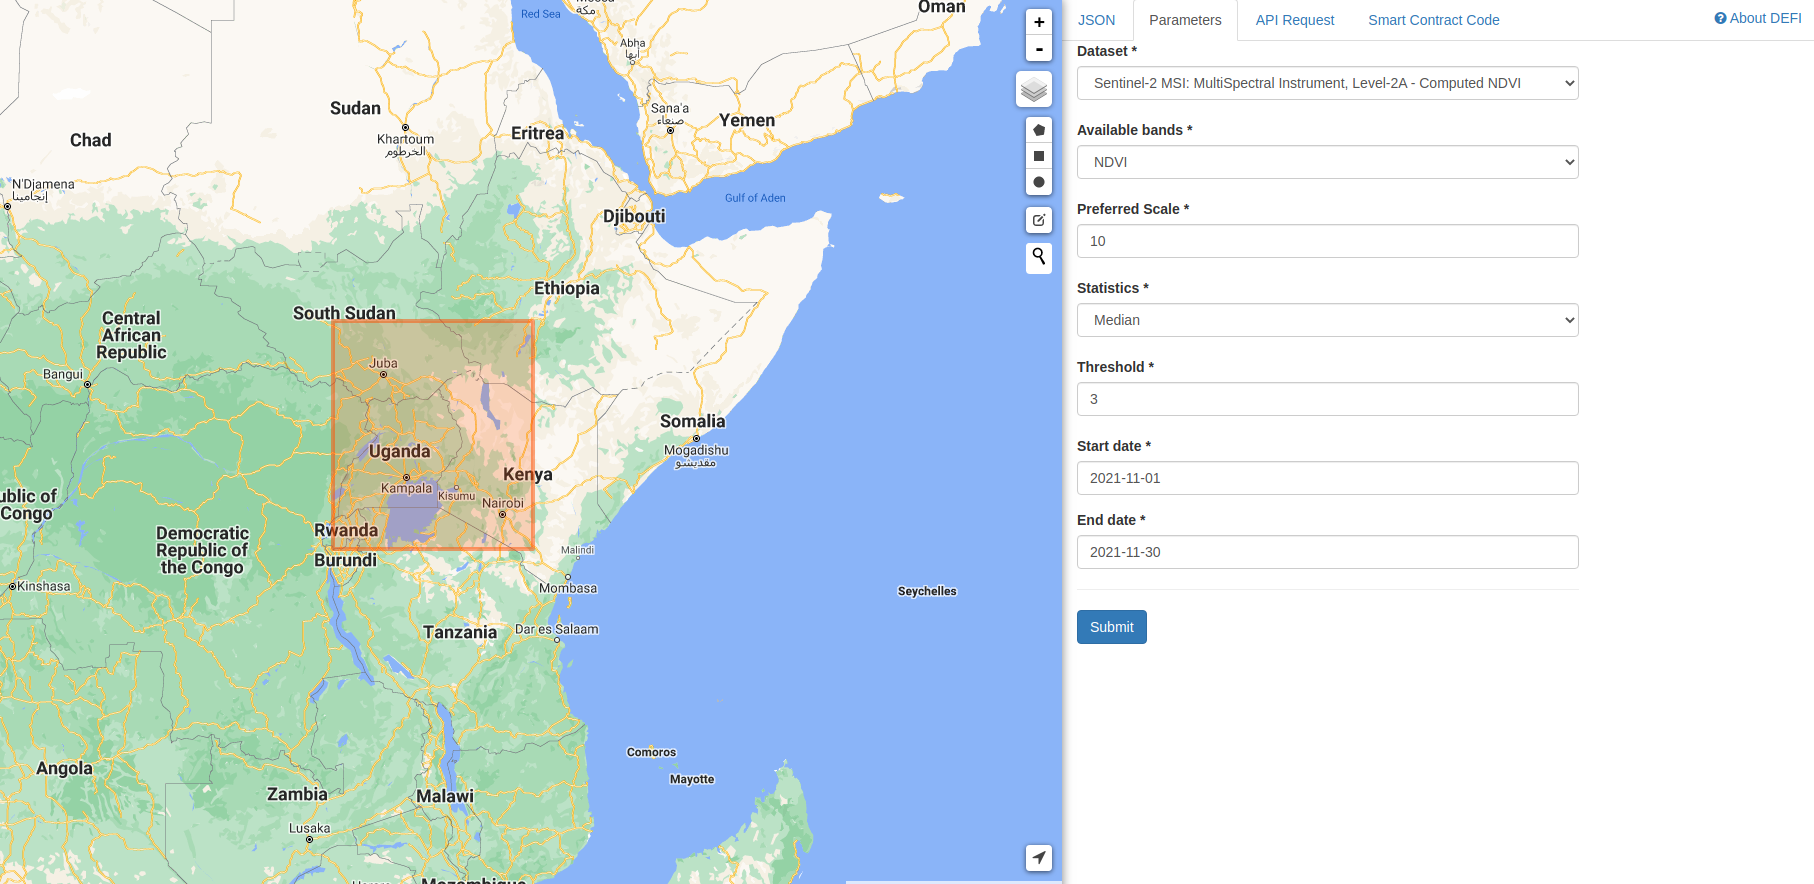 Red Sea
مكة
Oman
Abha
أبها
Sudan
Sana'a
صنعاء
Yemen
Khartoum
الخرطوم
Eritrea
Chad
N'Djamena
إنجامينا
Gulf of Aden
Djibouti
Ethiopia
South Sudan
Central
African
Republic
Juba
Bangui
Somalia
Mogadishu
مقديشو
Uganda
Kenya
Kampala
Kisumu
Nairobi
ublic of
Congo
Rwanda
Democratic
Republic of
the Congo
Burundi
Malindi
Kinshasa
Mombasa
Seychelles
Tanzania
Dar es Salaam
Comoros
Mayotte
Angola
Zambia
Malawi
Lusaka
+
-
JSON
Parameters
API Request
Smart Contract Code
? About DEFI
Dataset *
Sentinel-2 MSI: MultiSpectral Instrument, Level-2A - Computed NDVI
Available bands *
NDVI
Preferred Scale *
10
Statistics *
Median
Threshold *
3
Start date *
2021-11-01
End date *
2021-11-30
Submit